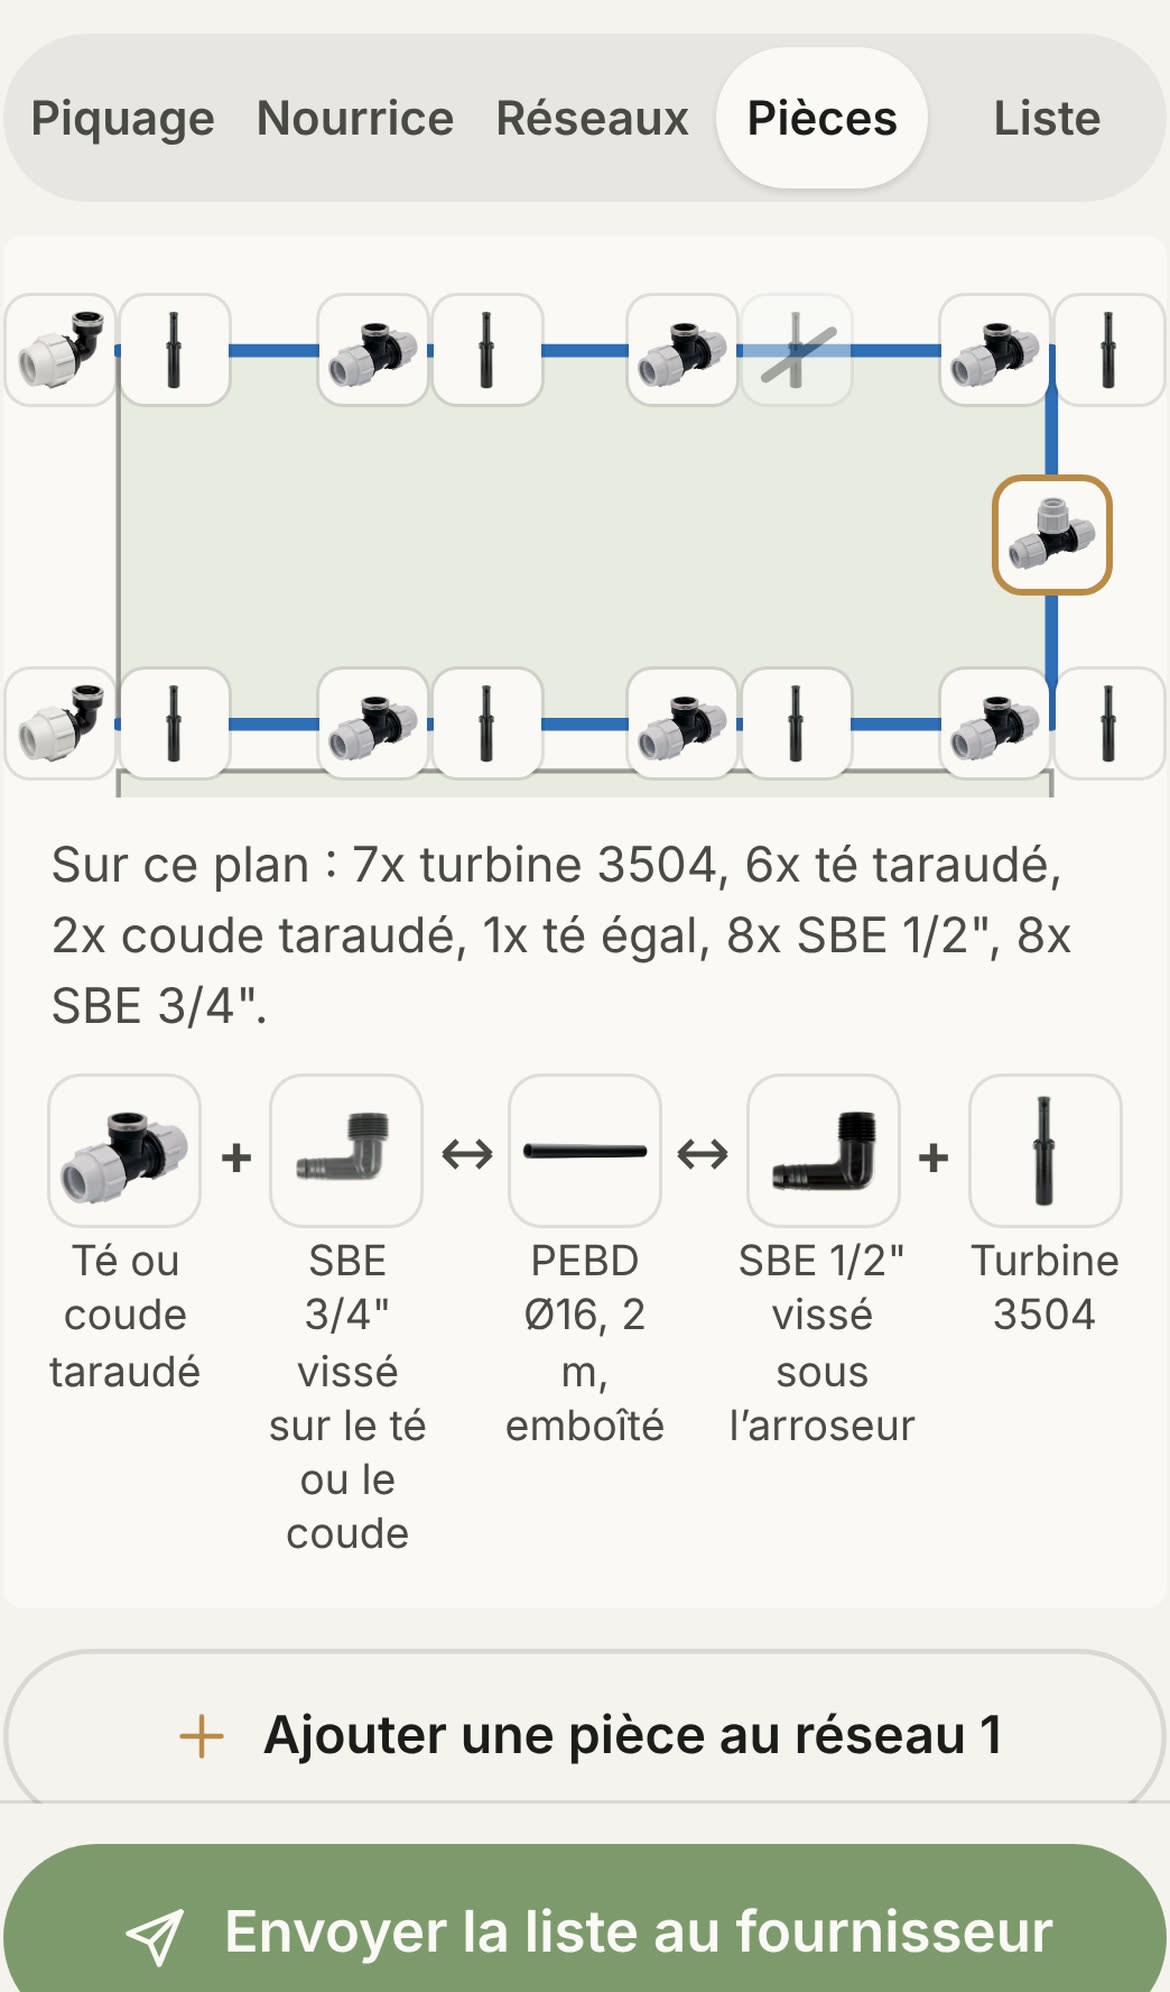 Piquage Nourrice Réseaux Pièces Liste
Sur ce plan : 7x turbine 3504, 6x té taraudé,
2x coude taraudé, 1x té égal, 8x SBE 1/2", 8x
SBE 3/4".
+ ↔ ↔ +
Té ou
coude
taraudé
SBE
3/4"
vissé
sur le té
ou le
coude
PEBD
Ø16, 2
m,
emboîté
SBE 1/2"
vissé
sous
l’arroseur
Turbine
3504
+ Ajouter une pièce au réseau 1
Envoyer la liste au fournisseur